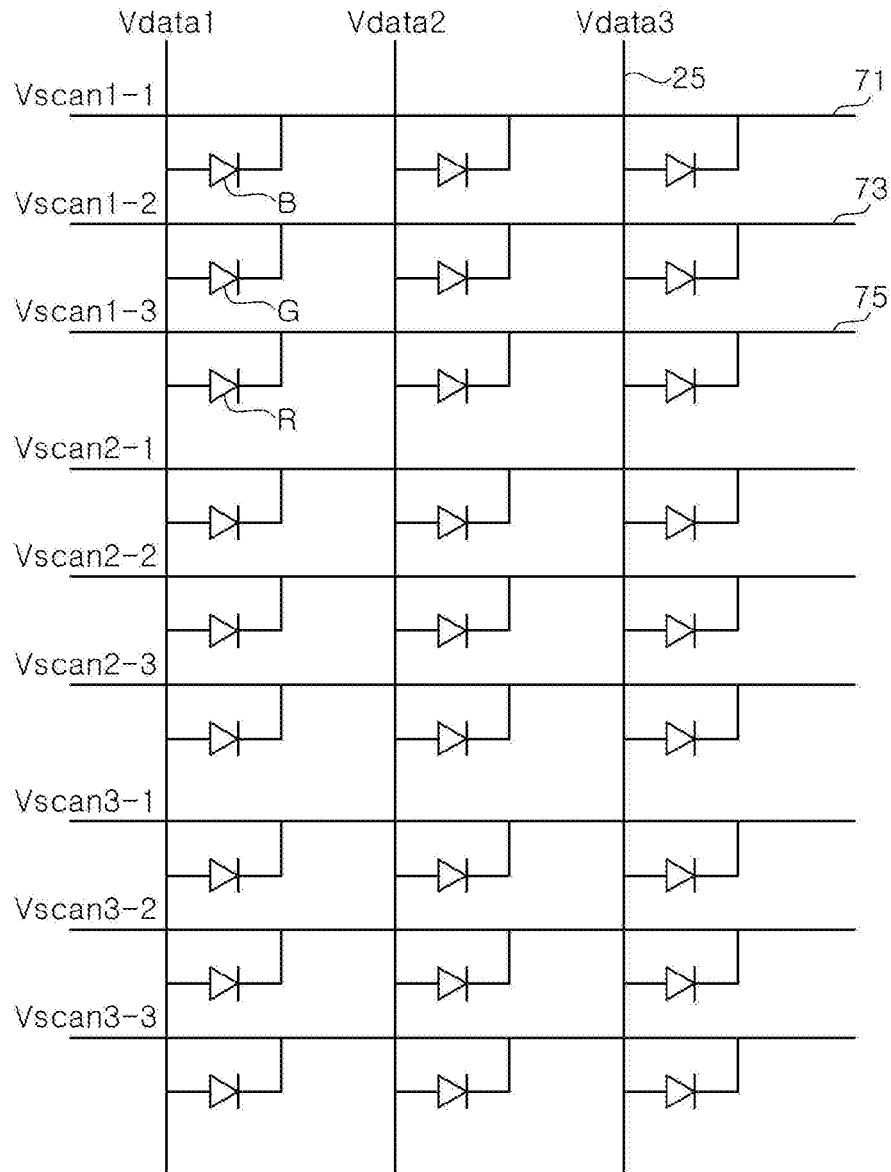 Vdata1 Vdata2 Vdata3
25
Vscan1-1 71
B
Vscan1-2 73
G
Vscan1-3 75
R
Vscan2-1
Vscan2-2
Vscan2-3
Vscan3-1
Vscan3-2
Vscan3-3